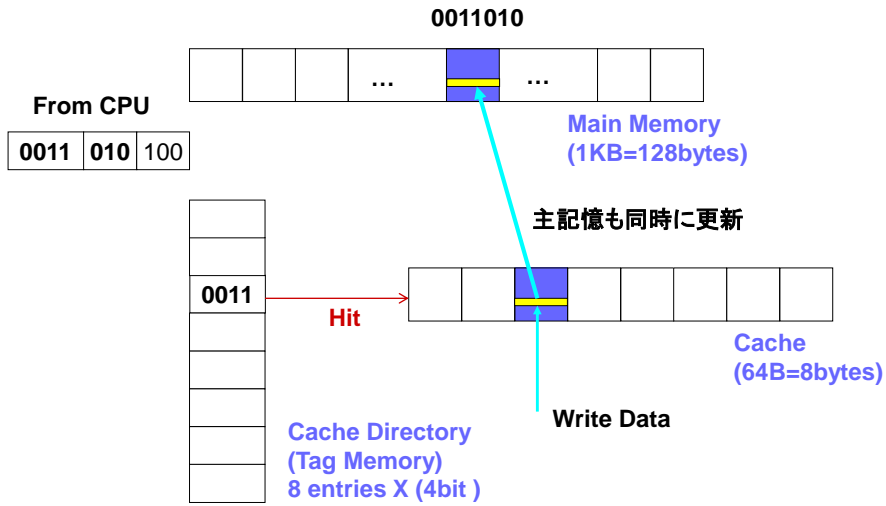 0011010
... ...
From CPU
0011 010 100
Main Memory
(1KB=128bytes)
主記憶も同時に更新
0011
Hit
Cache
(64B=8bytes)
Write Data
Cache Directory
(Tag Memory)
8 entries X (4bit )